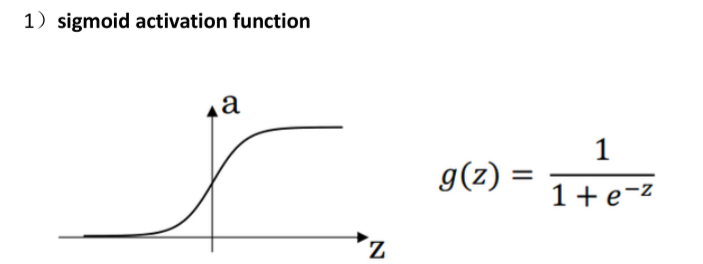 1）sigmoid activation function
a
g(z) = 1 / (1 + e^{-z})
z